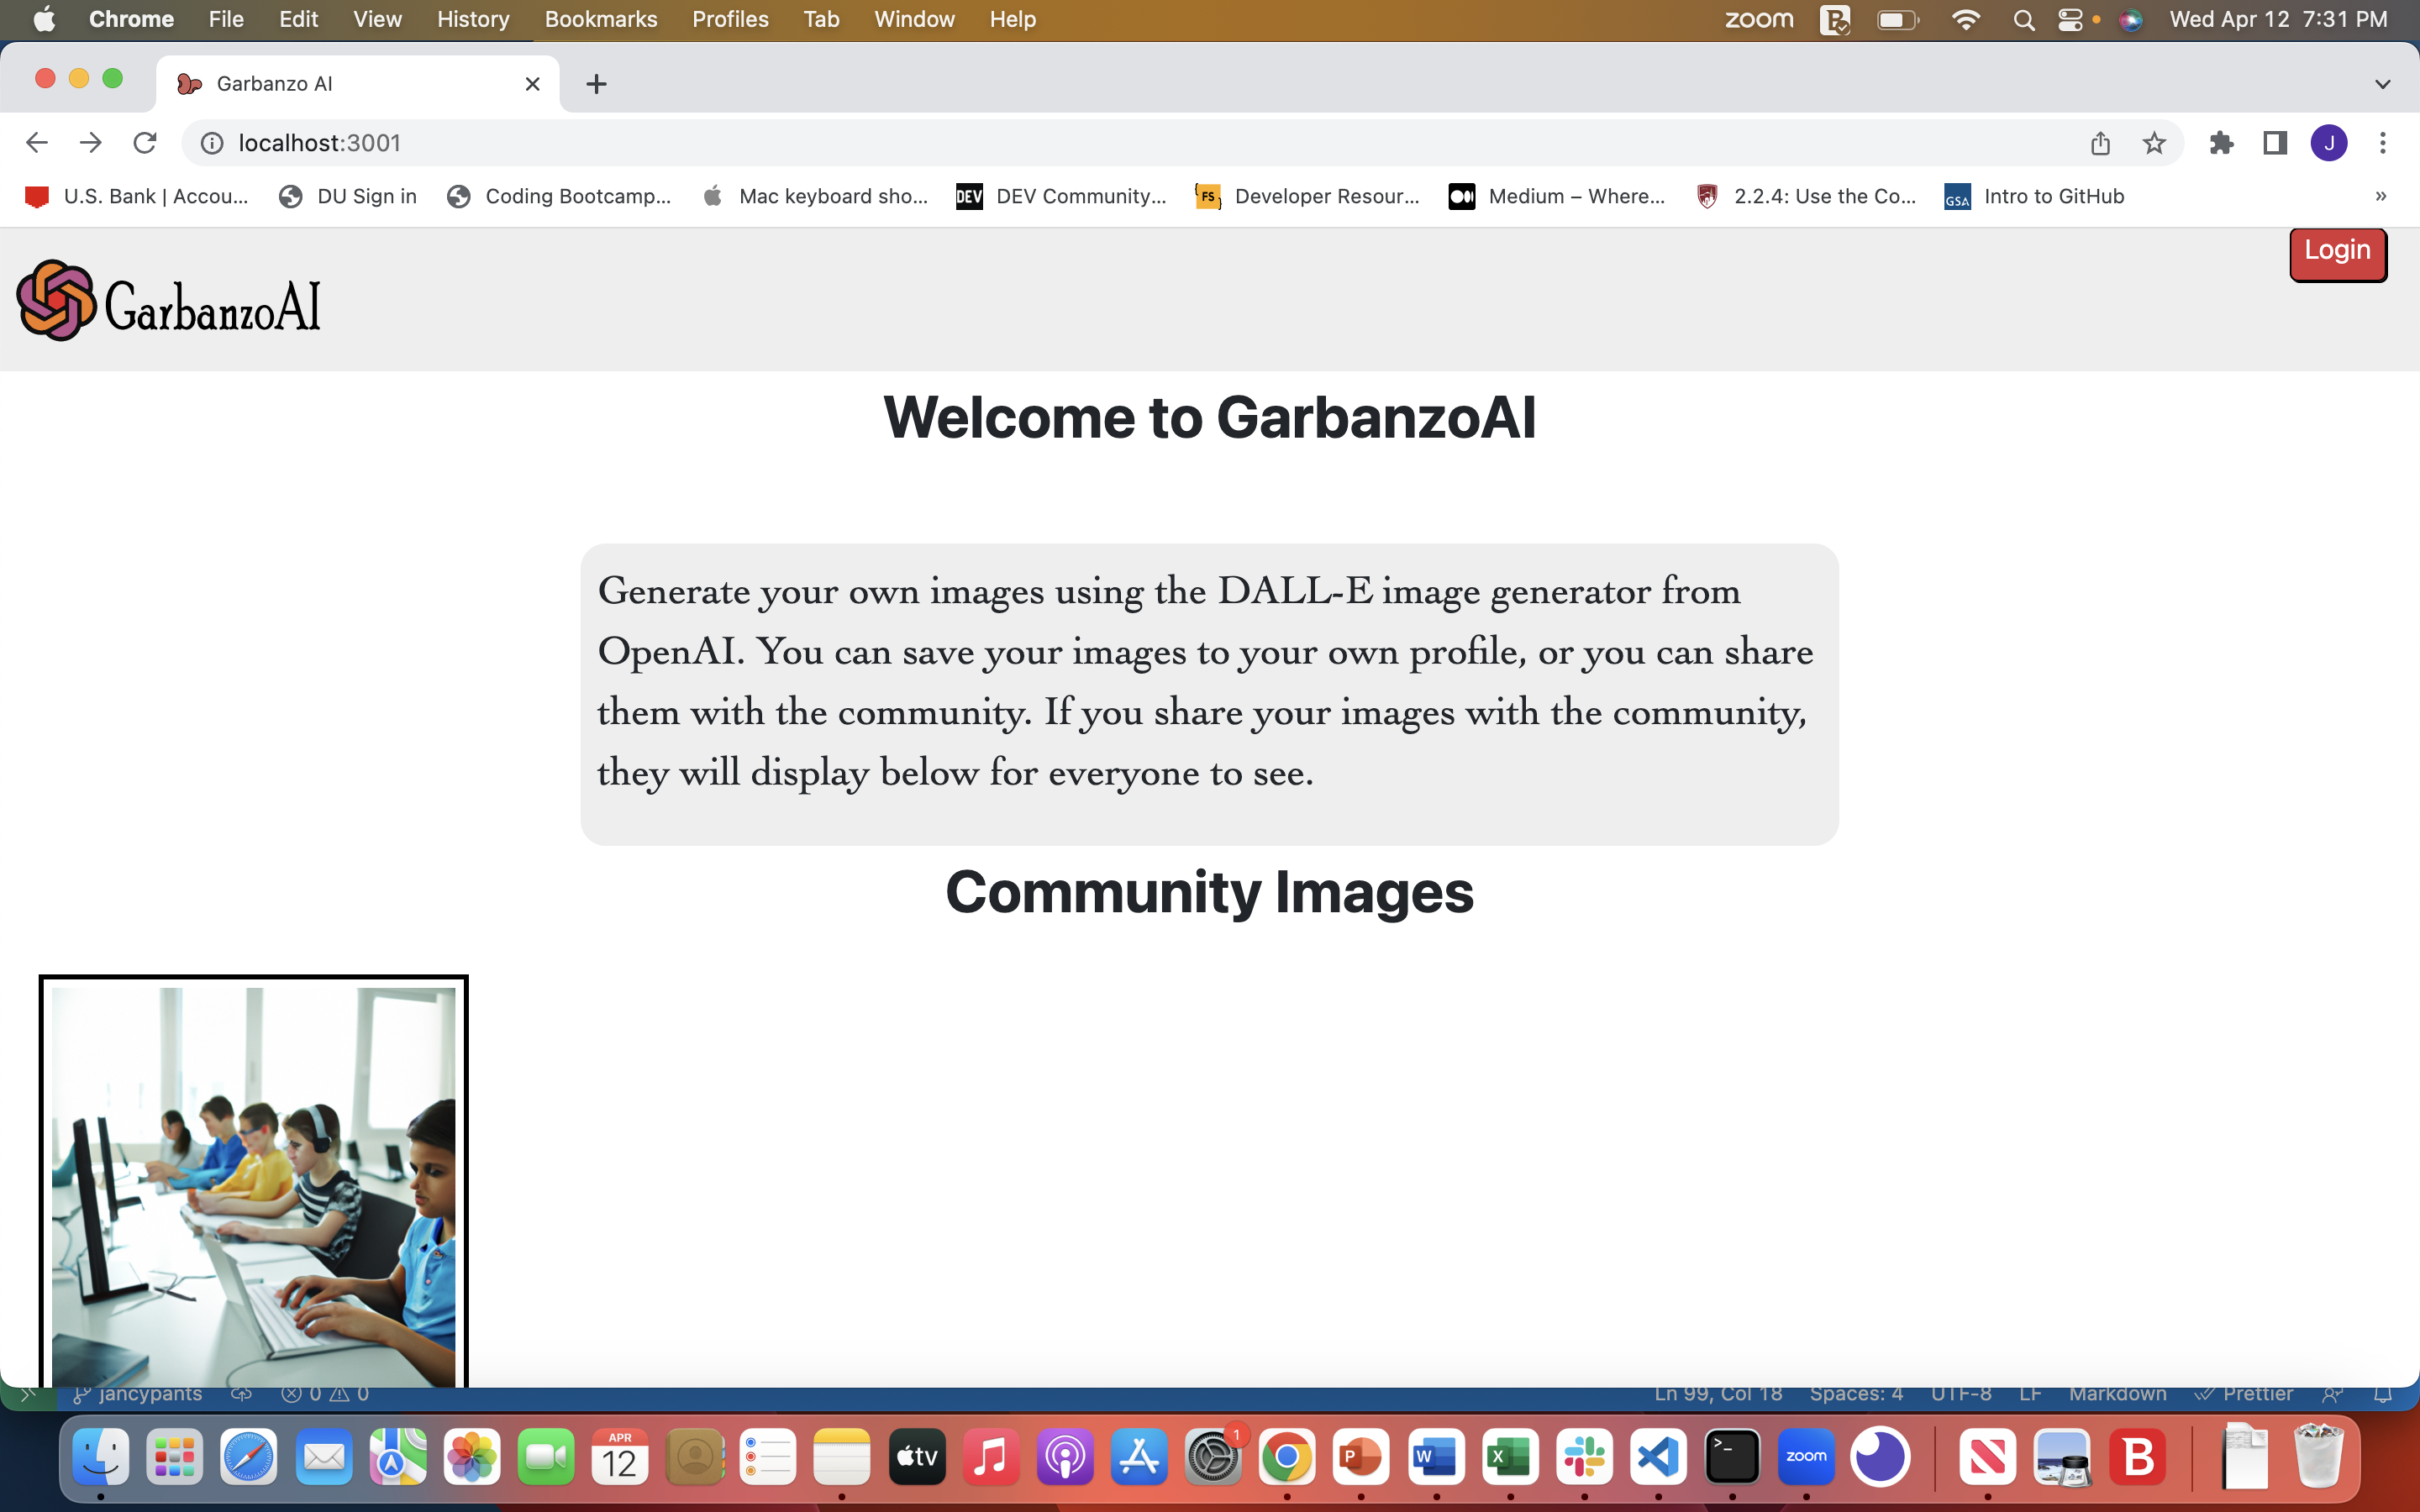 Chrome File Edit View History Bookmarks Profiles Tab Window Help zoom Wed Apr 12 7:31 PM
Garbanzo AI
localhost:3001
J
U.S. Bank | Accou... DU Sign in Coding Bootcamp... Mac keyboard sho... DEV DEV Community... FS Developer Resour... Medium – Where... 2.2.4: Use the Co... GSA Intro to GitHub »
Login
GarbanzoAI
Welcome to GarbanzoAI
Generate your own images using the DALL-E image generator from
OpenAI. You can save your images to your own profile, or you can share
them with the community. If you share your images with the community,
they will display below for everyone to see.
Community Images
jancypants 0 0 Ln 99, Col 18 Spaces: 4 UTF-8 LF Markdown Prettier
APR
12
tv
1
P
W
X
>_
zoom
N
B